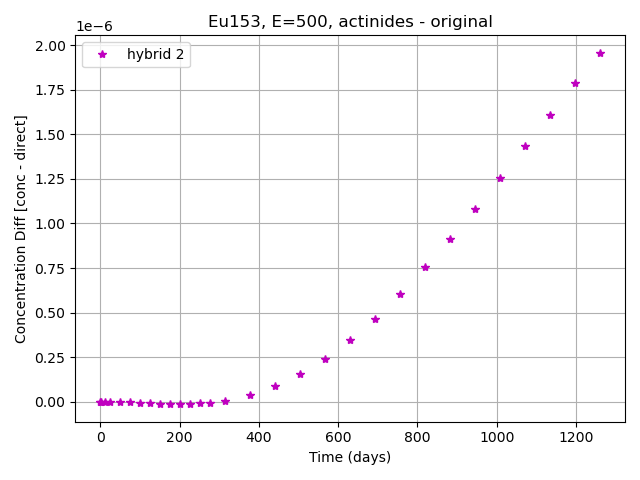 Eu153, E=500, actinides - original
1e−6
hybrid 2
2.00
1.75
1.50
1.25
1.00
0.75
0.50
0.25
0.00
Concentration Diff [conc - direct]
0 200 400 600 800 1000 1200
Time (days)